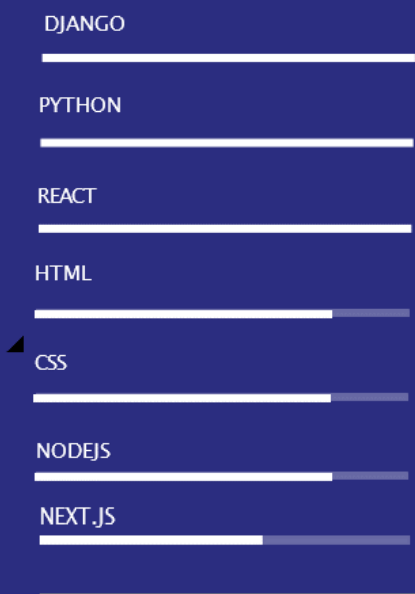 DJANGO
PYTHON
REACT
HTML
CSS
NODEJS
NEXT.JS